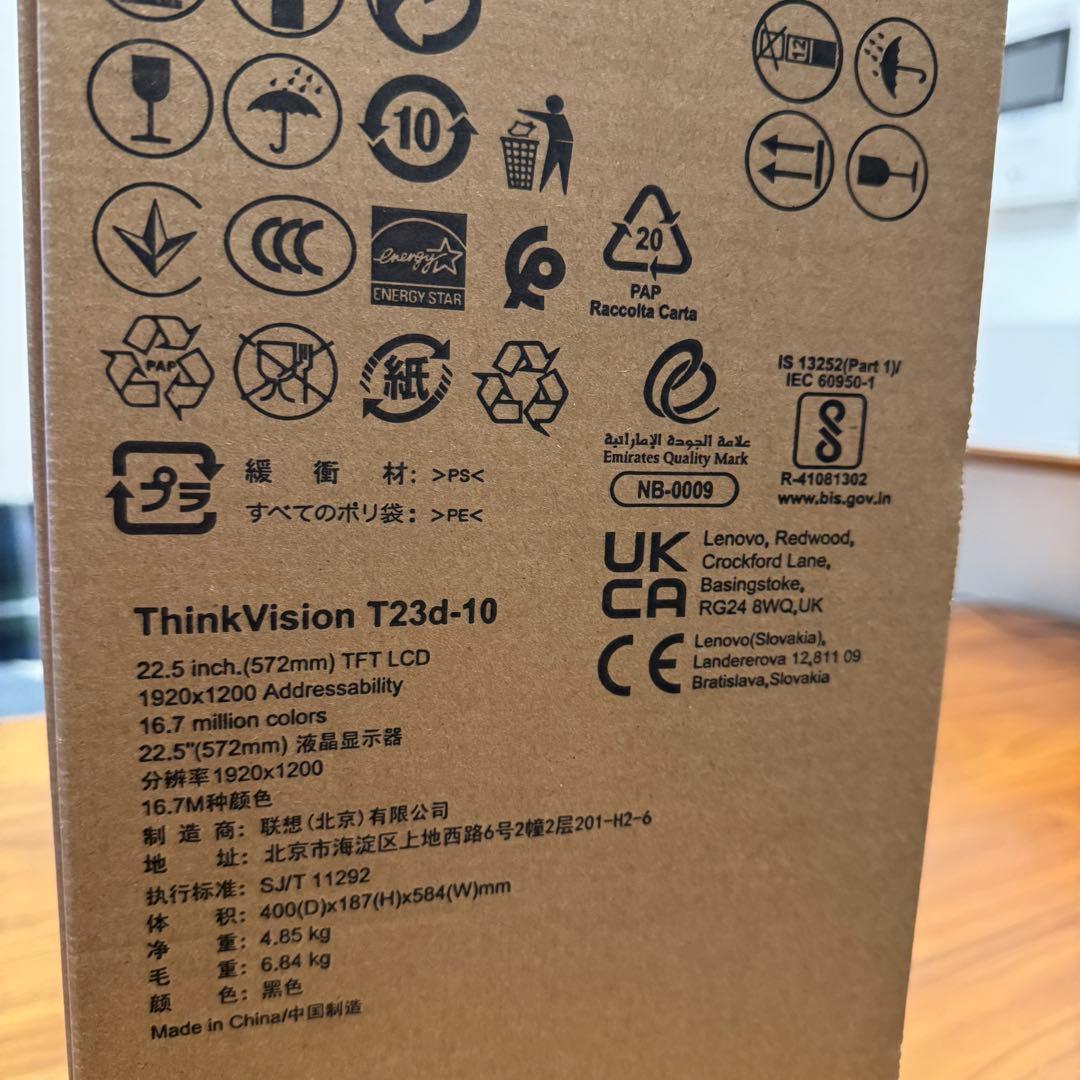 12
10
energy
ENERGY STAR
20
PAP
Raccolta Carta
PAP
紙
علامة الجودة الإماراتية
Emirates Quality Mark
NB-0009
IS 13252(Part 1)/
IEC 60950-1
R-41081302
www.bis.gov.in
プラ
緩 衝 材: >PS<
すべてのポリ袋: >PE<
UK
CA
Lenovo, Redwood,
Crockford Lane,
Basingstoke,
RG24 8WQ,UK
CE
Lenovo(Slovakia),
Landererova 12,811 09
Bratislava,Slovakia
ThinkVision T23d-10
22.5 inch.(572mm) TFT LCD
1920x1200 Addressability
16.7 million colors
22.5"(572mm) 液晶显示器
分辨率1920x1200
16.7M种颜色
制 造 商: 联想(北京)有限公司
地 址: 北京市海淀区上地西路6号2幢2层201-H2-6
执行标准: SJ/T 11292
体 积: 400(D)x187(H)x584(W)mm
净 重: 4.85 kg
毛 重: 6.84 kg
颜 色: 黑色
Made in China/中国制造